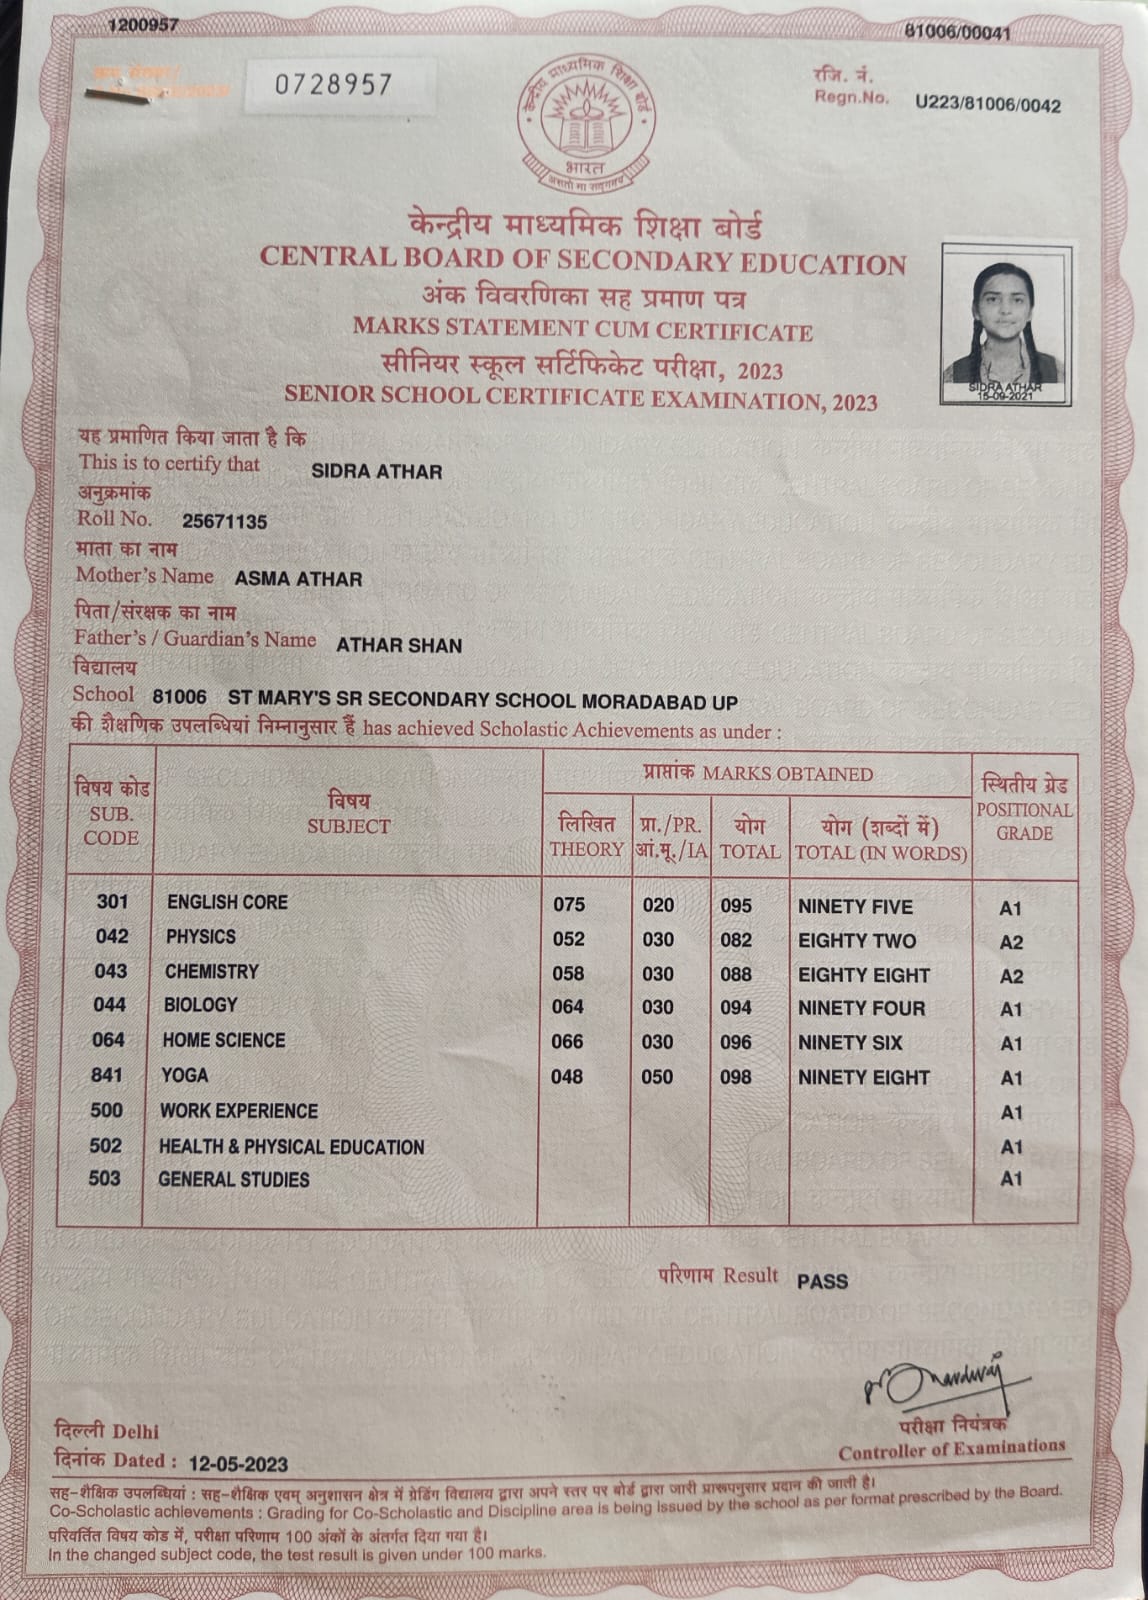 1200957
81006/00041
0728957
रजि. नं.
Regn.No. U223/81006/0042
केन्द्रीय माध्यमिक शिक्षा बोर्ड
भारत
असतो मा सद्गमय
केन्द्रीय माध्यमिक शिक्षा बोर्ड
CENTRAL BOARD OF SECONDARY EDUCATION
अंक विवरणिका सह प्रमाण पत्र
MARKS STATEMENT CUM CERTIFICATE
सीनियर स्कूल सर्टिफिकेट परीक्षा, 2023
SENIOR SCHOOL CERTIFICATE EXAMINATION, 2023
SIDRA ATHAR
15-09-2021
यह प्रमाणित किया जाता है कि
This is to certify that SIDRA ATHAR
अनुक्रमांक
Roll No. 25671135
माता का नाम
Mother's Name ASMA ATHAR
पिता/संरक्षक का नाम
Father's / Guardian's Name ATHAR SHAN
विद्यालय
School 81006 ST MARY'S SR SECONDARY SCHOOL MORADABAD UP
की शैक्षणिक उपलब्धियां निम्नानुसार हैं has achieved Scholastic Achievements as under :
विषय कोड
SUB.
CODE
विषय
SUBJECT
प्राप्तांक MARKS OBTAINED
लिखित
THEORY
प्रा./PR.
आं.मू./IA
योग
TOTAL
योग (शब्दों में)
TOTAL (IN WORDS)
स्थितीय ग्रेड
POSITIONAL
GRADE
301 ENGLISH CORE 075 020 095 NINETY FIVE A1
042 PHYSICS 052 030 082 EIGHTY TWO A2
043 CHEMISTRY 058 030 088 EIGHTY EIGHT A2
044 BIOLOGY 064 030 094 NINETY FOUR A1
064 HOME SCIENCE 066 030 096 NINETY SIX A1
841 YOGA 048 050 098 NINETY EIGHT A1
500 WORK EXPERIENCE A1
502 HEALTH & PHYSICAL EDUCATION A1
503 GENERAL STUDIES A1
परिणाम Result PASS
दिल्ली Delhi
दिनांक Dated : 12-05-2023
परीक्षा नियंत्रक
Controller of Examinations
सह-शैक्षिक उपलब्धियां : सह-शैक्षिक एवम् अनुशासन क्षेत्र में ग्रेडिंग विद्यालय द्वारा अपने स्तर पर बोर्ड द्वारा जारी प्रारूपनुसार प्रदान की जाती है।
Co-Scholastic achievements : Grading for Co-Scholastic and Discipline area is being issued by the school as per format prescribed by the Board.
परिवर्तित विषय कोड में, परीक्षा परिणाम 100 अंकों के अंतर्गत दिया गया है।
In the changed subject code, the test result is given under 100 marks.